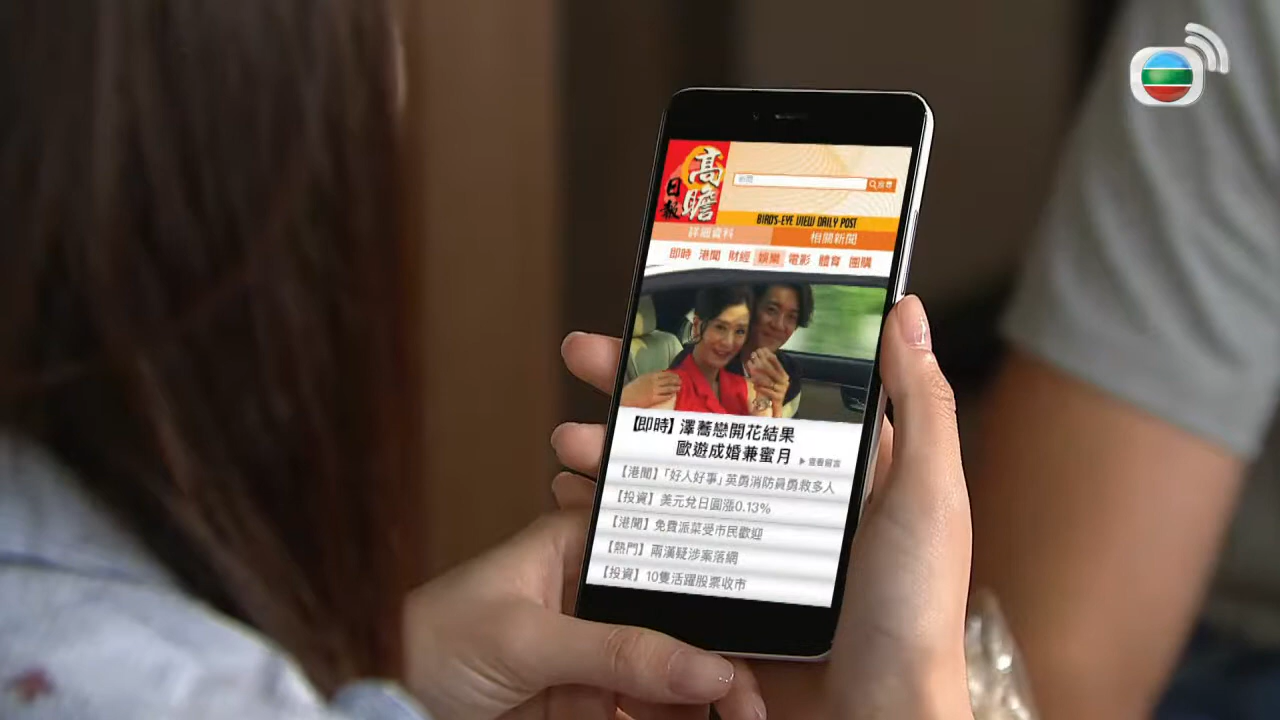 高瞻
日報
新聞
搜尋
BIRD'S-EYE VIEW DAILY POST
詳細資料
相關新聞
即時 港聞 財經 娛樂 電影 體育 團購
【即時】澤蕎戀開花結果
歐遊成婚兼蜜月
▶查看留言
【港聞】「好人好事」英勇消防員勇救多人
【投資】美元兌日圓漲0.13%
【港聞】免費派菜受市民歡迎
【熱門】兩漢疑涉案落網
【投資】10隻活躍股票收市